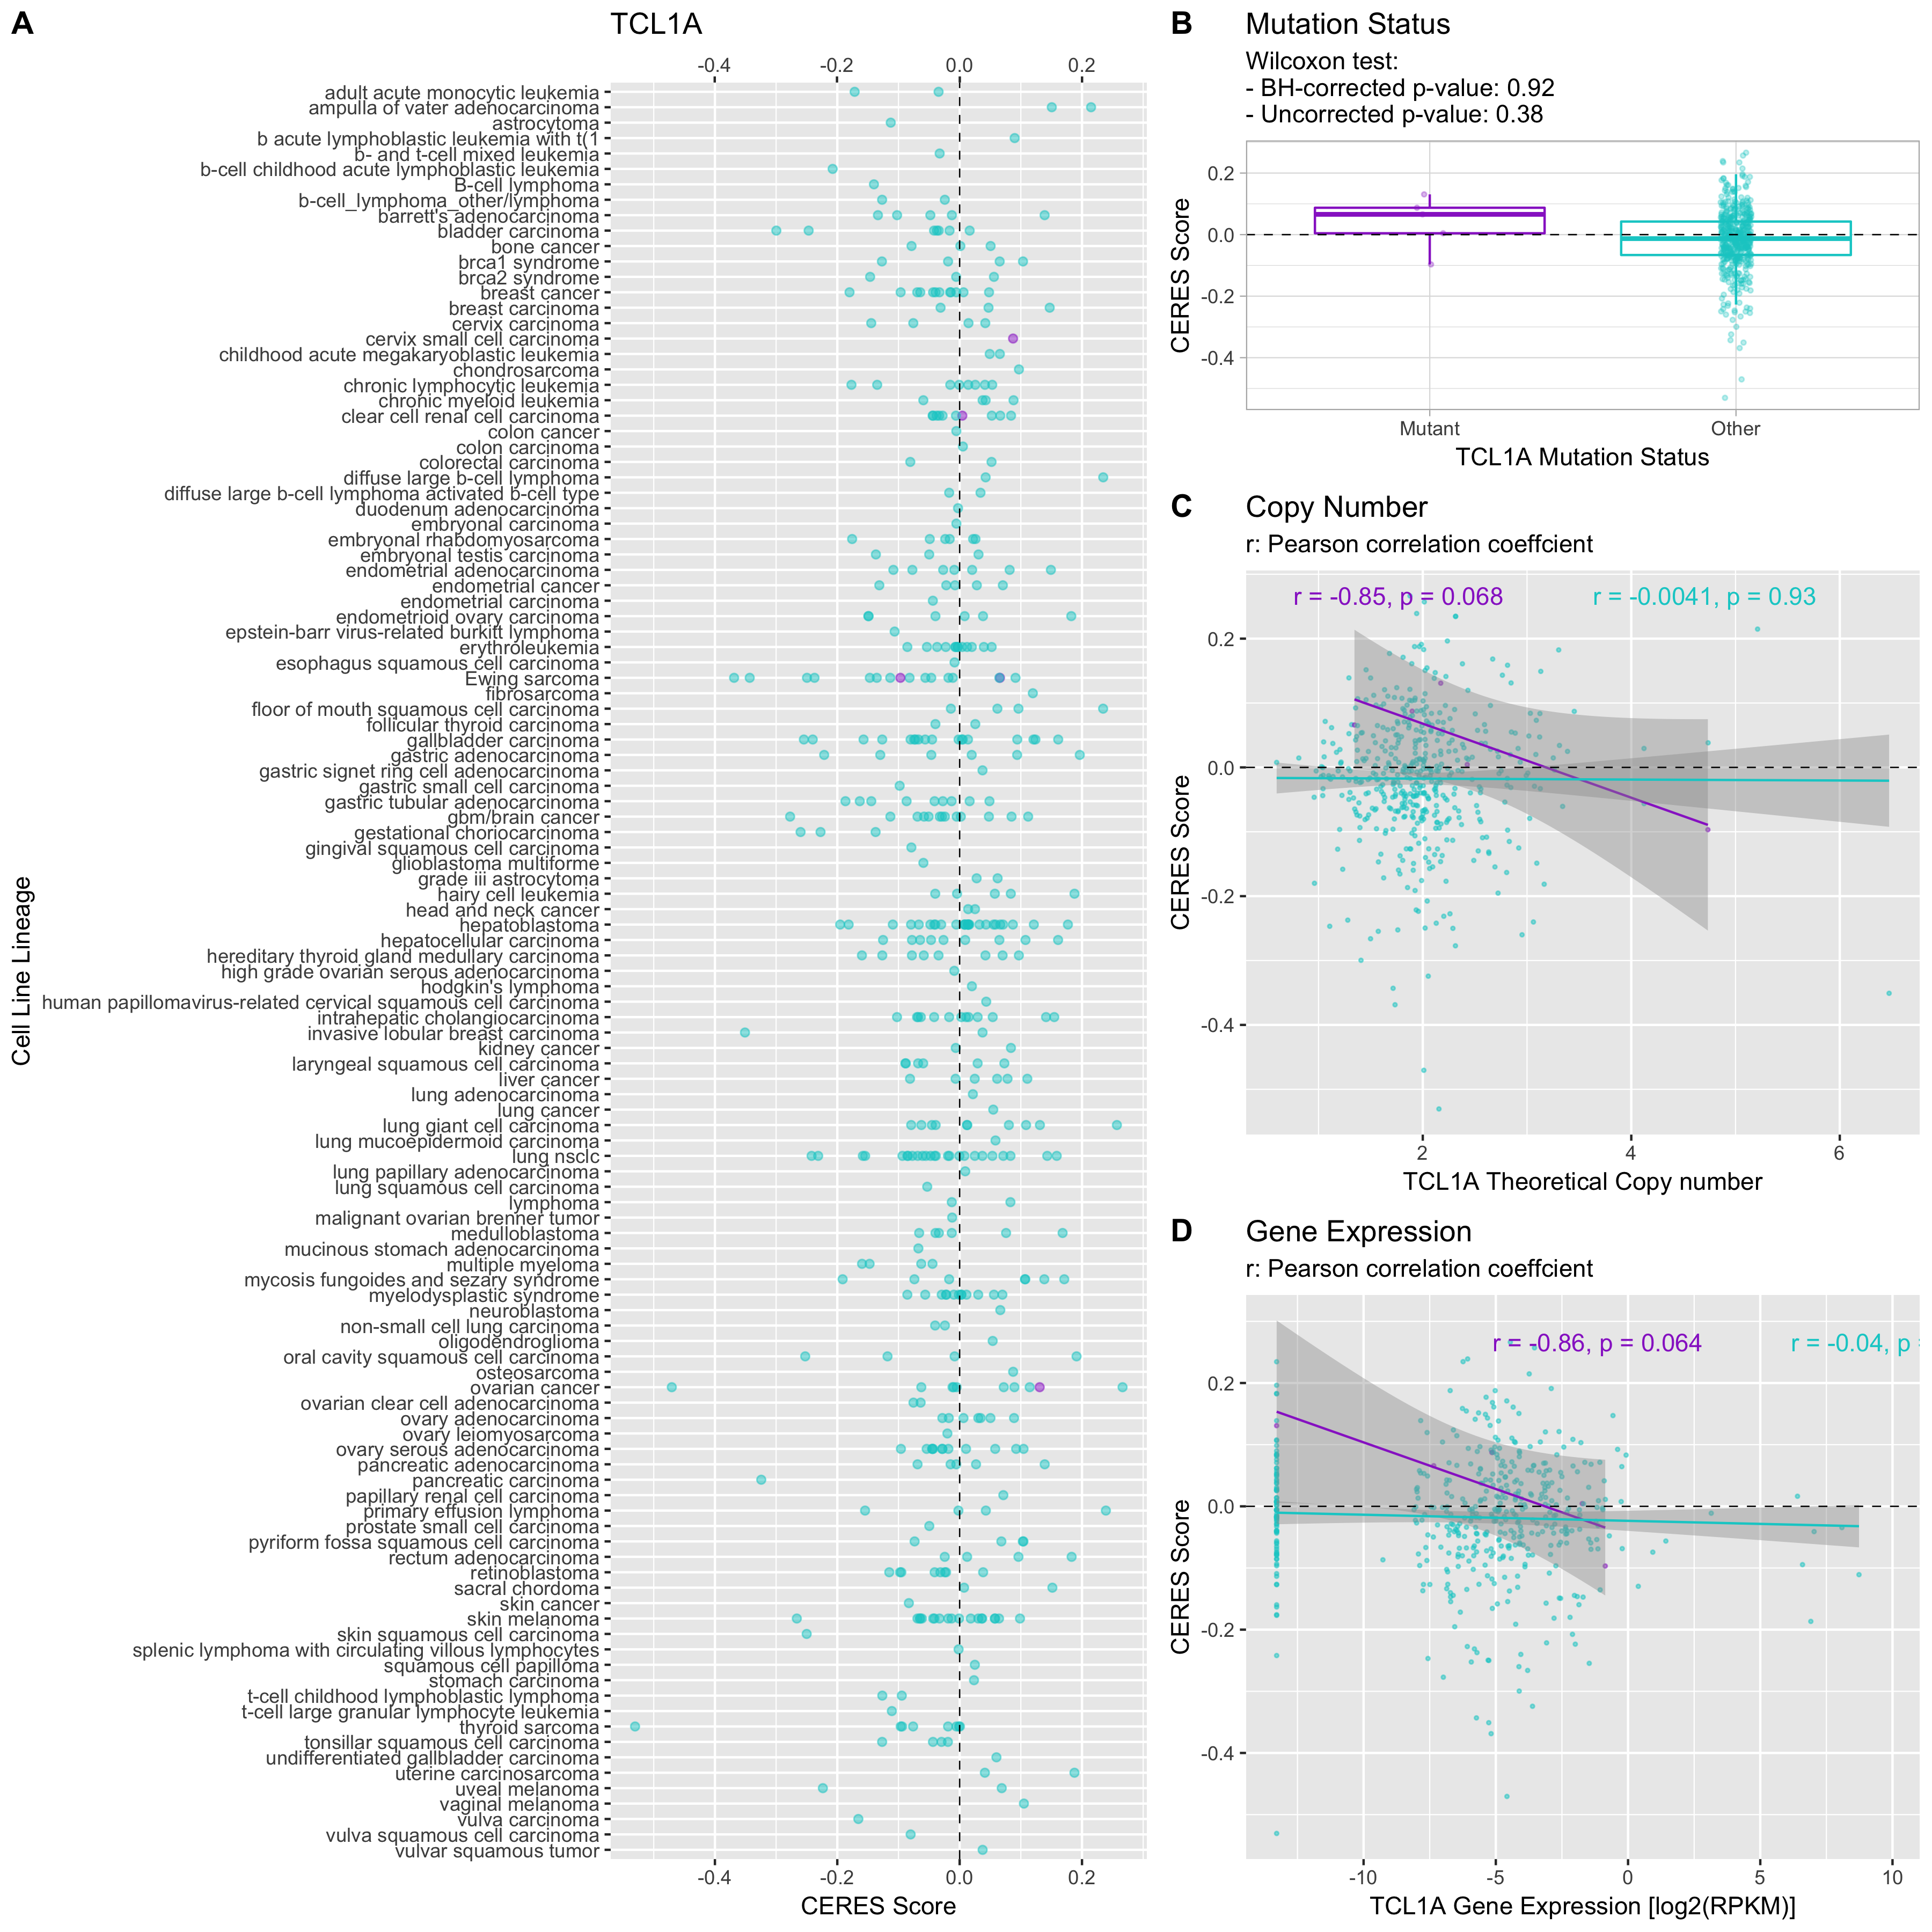 A
TCL1A
-0.4 -0.2 0.0 0.2
Cell Line Lineage
adult acute monocytic leukemia
ampulla of vater adenocarcinoma
astrocytoma
b acute lymphoblastic leukemia with t(1
b- and t-cell mixed leukemia
b-cell childhood acute lymphoblastic leukemia
B-cell lymphoma
b-cell_lymphoma_other/lymphoma
barrett's adenocarcinoma
bladder carcinoma
bone cancer
brca1 syndrome
brca2 syndrome
breast cancer
breast carcinoma
cervix carcinoma
cervix small cell carcinoma
childhood acute megakaryoblastic leukemia
chondrosarcoma
chronic lymphocytic leukemia
chronic myeloid leukemia
clear cell renal cell carcinoma
colon cancer
colon carcinoma
colorectal carcinoma
diffuse large b-cell lymphoma
diffuse large b-cell lymphoma activated b-cell type
duodenum adenocarcinoma
embryonal carcinoma
embryonal rhabdomyosarcoma
embryonal testis carcinoma
endometrial adenocarcinoma
endometrial cancer
endometrial carcinoma
endometrioid ovary carcinoma
epstein-barr virus-related burkitt lymphoma
erythroleukemia
esophagus squamous cell carcinoma
Ewing sarcoma
fibrosarcoma
floor of mouth squamous cell carcinoma
follicular thyroid carcinoma
gallbladder carcinoma
gastric adenocarcinoma
gastric signet ring cell adenocarcinoma
gastric small cell carcinoma
gastric tubular adenocarcinoma
gbm/brain cancer
gestational choriocarcinoma
gingival squamous cell carcinoma
glioblastoma multiforme
grade iii astrocytoma
hairy cell leukemia
head and neck cancer
hepatoblastoma
hepatocellular carcinoma
hereditary thyroid gland medullary carcinoma
high grade ovarian serous adenocarcinoma
hodgkin's lymphoma
human papillomavirus-related cervical squamous cell carcinoma
intrahepatic cholangiocarcinoma
invasive lobular breast carcinoma
kidney cancer
laryngeal squamous cell carcinoma
liver cancer
lung adenocarcinoma
lung cancer
lung giant cell carcinoma
lung mucoepidermoid carcinoma
lung nsclc
lung papillary adenocarcinoma
lung squamous cell carcinoma
lymphoma
malignant ovarian brenner tumor
medulloblastoma
mucinous stomach adenocarcinoma
multiple myeloma
mycosis fungoides and sezary syndrome
myelodysplastic syndrome
neuroblastoma
non-small cell lung carcinoma
oligodendroglioma
oral cavity squamous cell carcinoma
osteosarcoma
ovarian cancer
ovarian clear cell adenocarcinoma
ovary adenocarcinoma
ovary leiomyosarcoma
ovary serous adenocarcinoma
pancreatic adenocarcinoma
pancreatic carcinoma
papillary renal cell carcinoma
primary effusion lymphoma
prostate small cell carcinoma
pyriform fossa squamous cell carcinoma
rectum adenocarcinoma
retinoblastoma
sacral chordoma
skin cancer
skin melanoma
skin squamous cell carcinoma
splenic lymphoma with circulating villous lymphocytes
squamous cell papilloma
stomach carcinoma
t-cell childhood lymphoblastic lymphoma
t-cell large granular lymphocyte leukemia
thyroid sarcoma
tonsillar squamous cell carcinoma
undifferentiated gallbladder carcinoma
uterine carcinosarcoma
uveal melanoma
vaginal melanoma
vulva carcinoma
vulva squamous cell carcinoma
vulvar squamous tumor
-0.4 -0.2 0.0 0.2
CERES Score
B
Mutation Status
Wilcoxon test:
- BH-corrected p-value: 0.92
- Uncorrected p-value: 0.38
CERES Score
0.2
0.0
-0.2
-0.4
Mutant Other
TCL1A Mutation Status
C
Copy Number
r: Pearson correlation coeffcient
r = -0.85, p = 0.068 r = -0.0041, p = 0.93
CERES Score
0.2
0.0
-0.2
-0.4
2 4 6
TCL1A Theoretical Copy number
D
Gene Expression
r: Pearson correlation coeffcient
r = -0.86, p = 0.064 r = -0.04, p
CERES Score
0.2
0.0
-0.2
-0.4
-10 -5 0 5 10
TCL1A Gene Expression [log2(RPKM)]